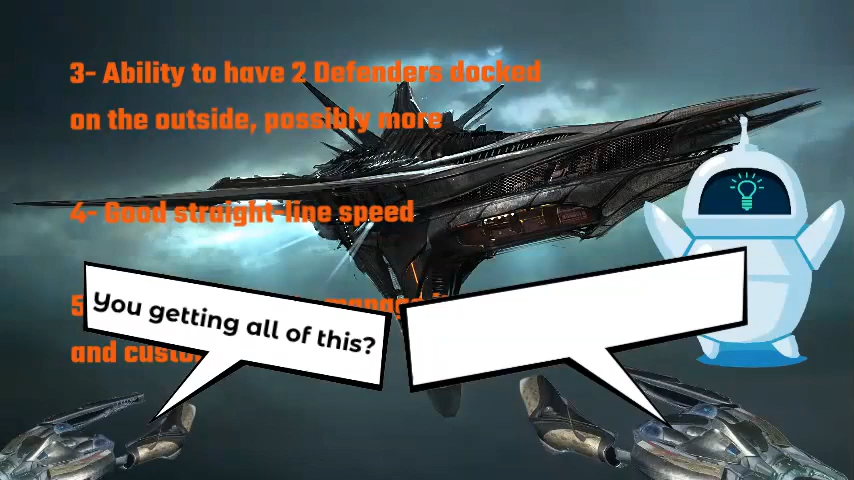 3- Ability to have 2 Defenders docked
on the outside, possibly more
4- Good straight-line speed
5
and
You getting all of this?